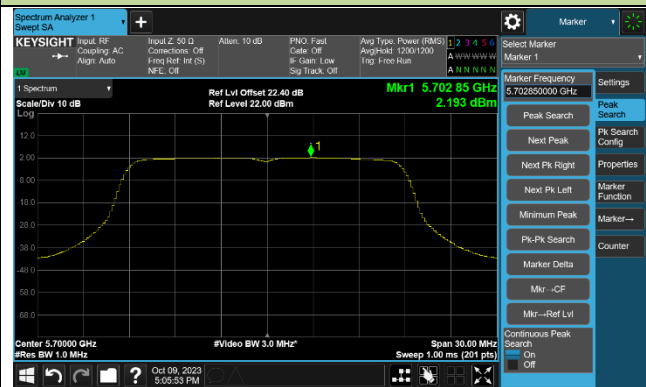 Spectrum Analyzer 1
Swept SA
Marker
KEYSIGHT
Input: RF
Coupling: AC
Align: Auto
Input Z: 50 Ω
Corrections: Off
Freq Ref: Int (S)
NFE: Off
Atten: 10 dB
PNO: Fast
Gate: Off
IF Gain: Low
Sig Track: Off
Avg Type: Power (RMS)
Avg|Hold: 1200/1200
Trig: Free Run
1 2 3 4 5 6
A W W W W W
A N N N N N
LXI
Select Marker
Marker 1
1 Spectrum
Scale/Div 10 dB
Log
Ref Lvl Offset 22.40 dB
Ref Level 22.00 dBm
Mkr1 5.702 85 GHz
2.193 dBm
12.0
2.00
-8.00
-18.0
-28.0
-38.0
-48.0
-58.0
-68.0
1
Center 5.70000 GHz
#Res BW 1.0 MHz
#Video BW 3.0 MHz*
Span 30.00 MHz
Sweep 1.00 ms (201 pts)
Marker Frequency
5.702850000 GHz
Peak Search
Next Peak
Next Pk Right
Next Pk Left
Minimum Peak
Pk-Pk Search
Marker Delta
Mkr→CF
Mkr→Ref Lvl
Continuous Peak
Search
On
Off
Settings
Peak
Search
Pk Search
Config
Properties
Marker
Function
Marker→
Counter
?
Oct 09, 2023
5:05:53 PM